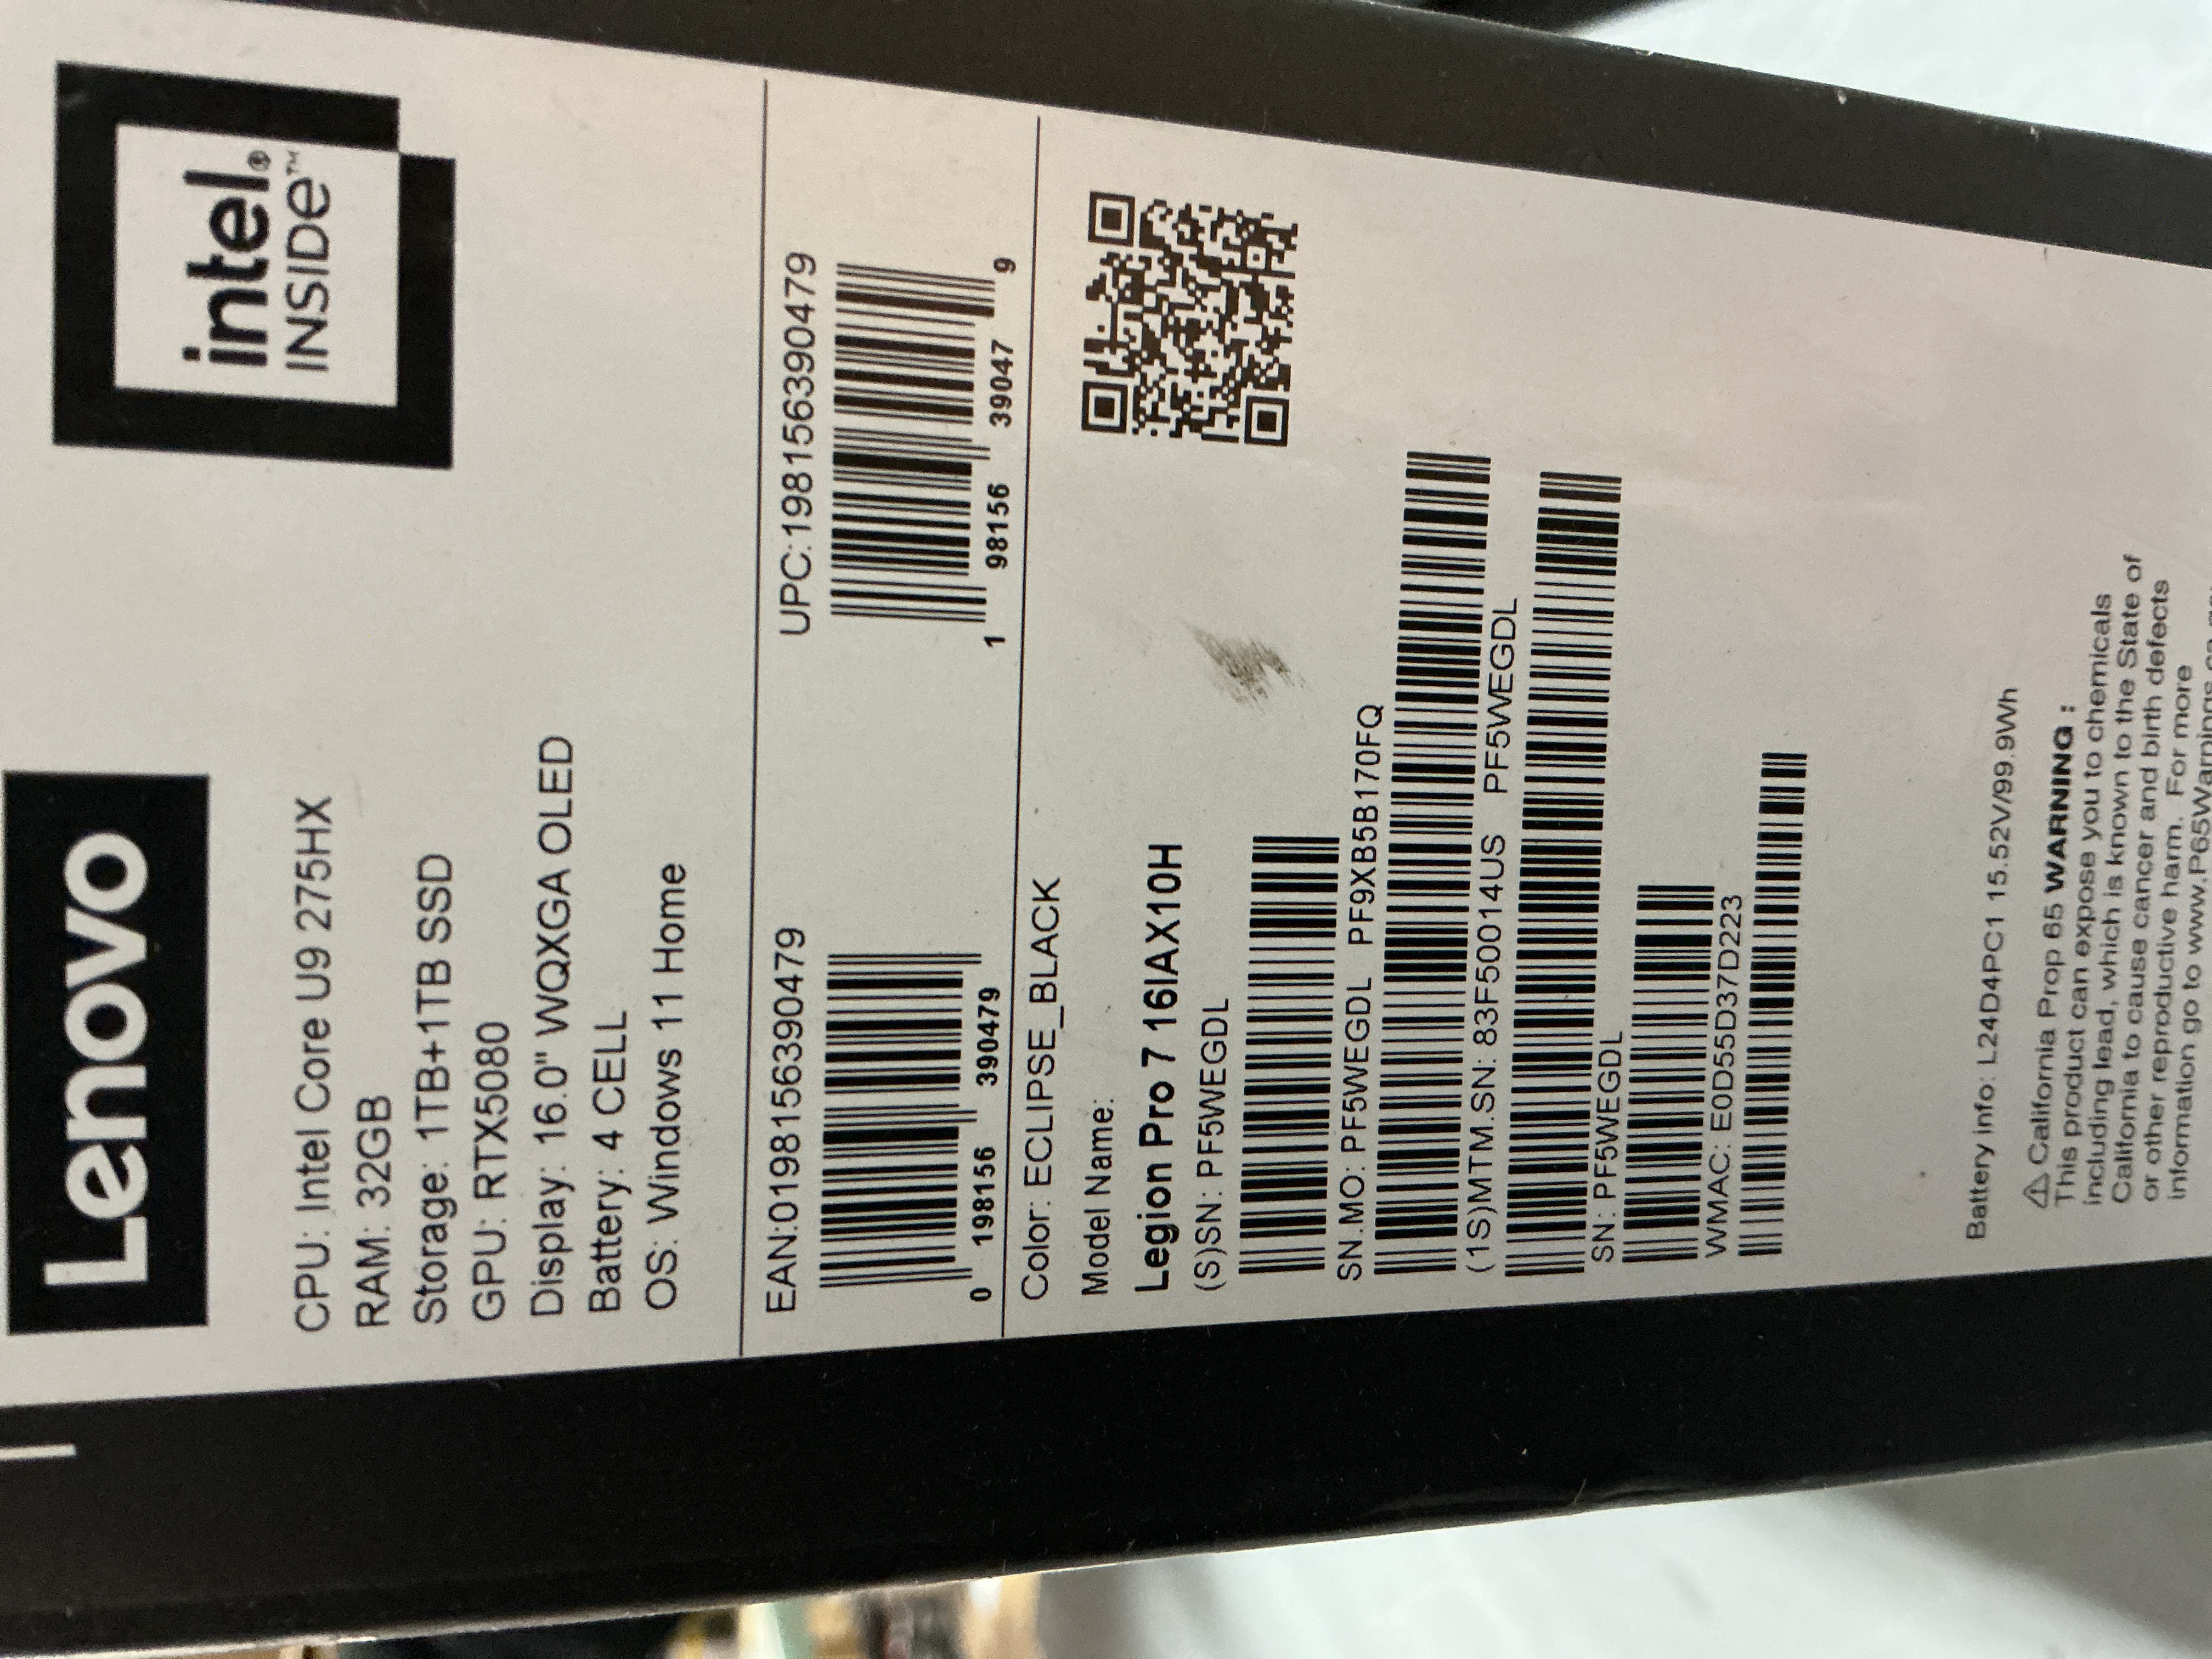 Lenovo
intel®
INSIDE™
CPU: Intel Core U9 275HX
RAM: 32GB
Storage: 1TB+1TB SSD
GPU: RTX5080
Display: 16.0" WQXGA OLED
Battery: 4 CELL
OS: Windows 11 Home
EAN:0198156390479
UPC:198156390479
0 198156 390479
1 98156 39047 9
Color: ECLIPSE_BLACK
Model Name:
Legion Pro 7 16IAX10H
(S)SN: PF5WEGDL
SN.MO: PF5WEGDL PF9XB5B170FQ
(1S)MTM.SN: 83F50014US PF5WEGDL
SN: PF5WEGDL
WMAC: E0D55D37D223
Battery info: L24D4PC1 15.52V/99.9Wh
⚠ California Prop 65 WARNING :
This product can expose you to chemicals
including lead, which is known to the State of
California to cause cancer and birth defects
or other reproductive harm. For more
information go to www.P65Warnings.ca.gov